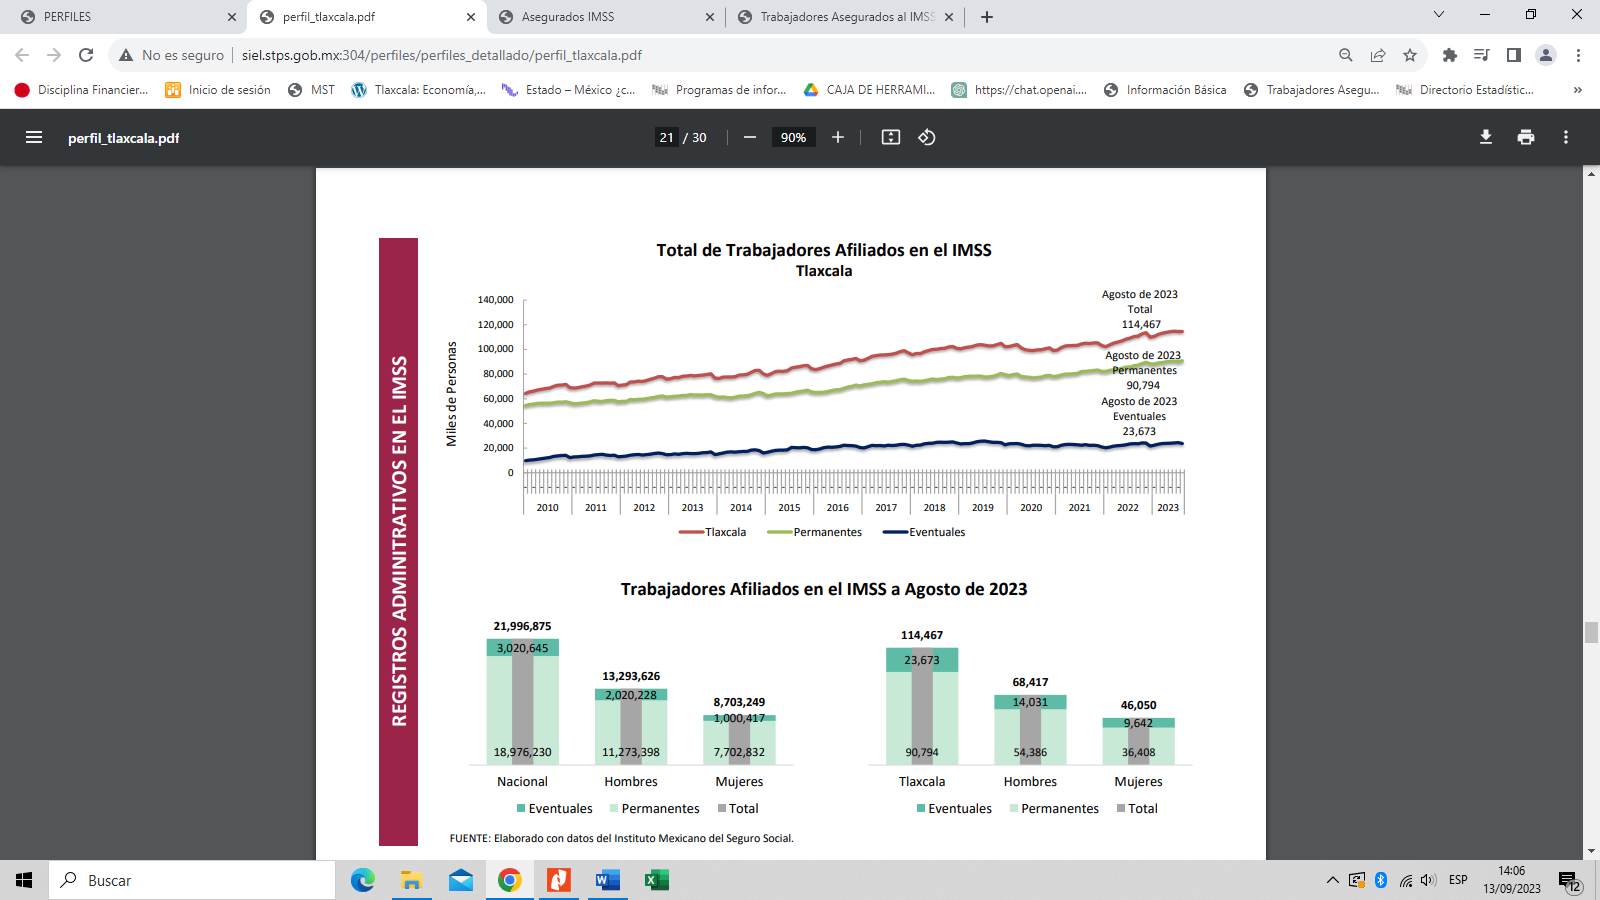 PERFILES
perfil_tlaxcala.pdf
Asegurados IMSS
Trabajadores Asegurados al IMSS
No es seguro
siel.stps.gob.mx:304/perfiles/perfiles_detallado/perfil_tlaxcala.pdf
Disciplina Financier...
Inicio de sesión
MST
Tlaxcala: Economía,...
Estado – México ¿c...
Programas de infor...
CAJA DE HERRAMI...
https://chat.openai....
Información Básica
Trabajadores Asegu...
Directorio Estadístic...
»
perfil_tlaxcala.pdf
21 / 30
90%
REGISTROS ADMINITRATIVOS EN EL IMSS
Total de Trabajadores Afiliados en el IMSS
Tlaxcala
Miles de Personas
140,000
120,000
100,000
80,000
60,000
40,000
20,000
0
Agosto de 2023
Total
114,467
Agosto de 2023
Permanentes
90,794
Agosto de 2023
Eventuales
23,673
2010 2011 2012 2013 2014 2015 2016 2017 2018 2019 2020 2021 2022 2023
Tlaxcala Permanentes Eventuales
Trabajadores Afiliados en el IMSS a Agosto de 2023
21,996,875
3,020,645
18,976,230
13,293,626
2,020,228
11,273,398
8,703,249
1,000,417
7,702,832
Nacional Hombres Mujeres
Eventuales Permanentes Total
114,467
23,673
90,794
68,417
14,031
54,386
46,050
9,642
36,408
Tlaxcala Hombres Mujeres
Eventuales Permanentes Total
FUENTE: Elaborado con datos del Instituto Mexicano del Seguro Social.
Buscar
ESP
14:06
13/09/2023
12